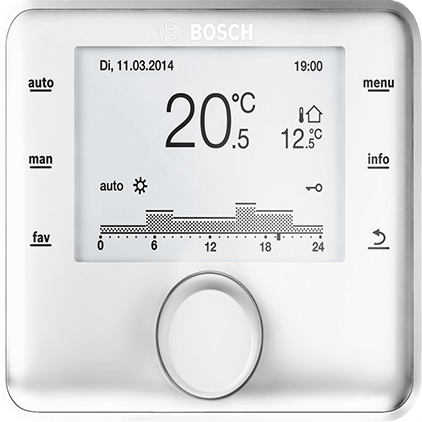 BOSCH
Di, 11.03.2014 19:00
auto menu
20.5°C
12.5°C
man info
auto
fav
0 6 12 18 24